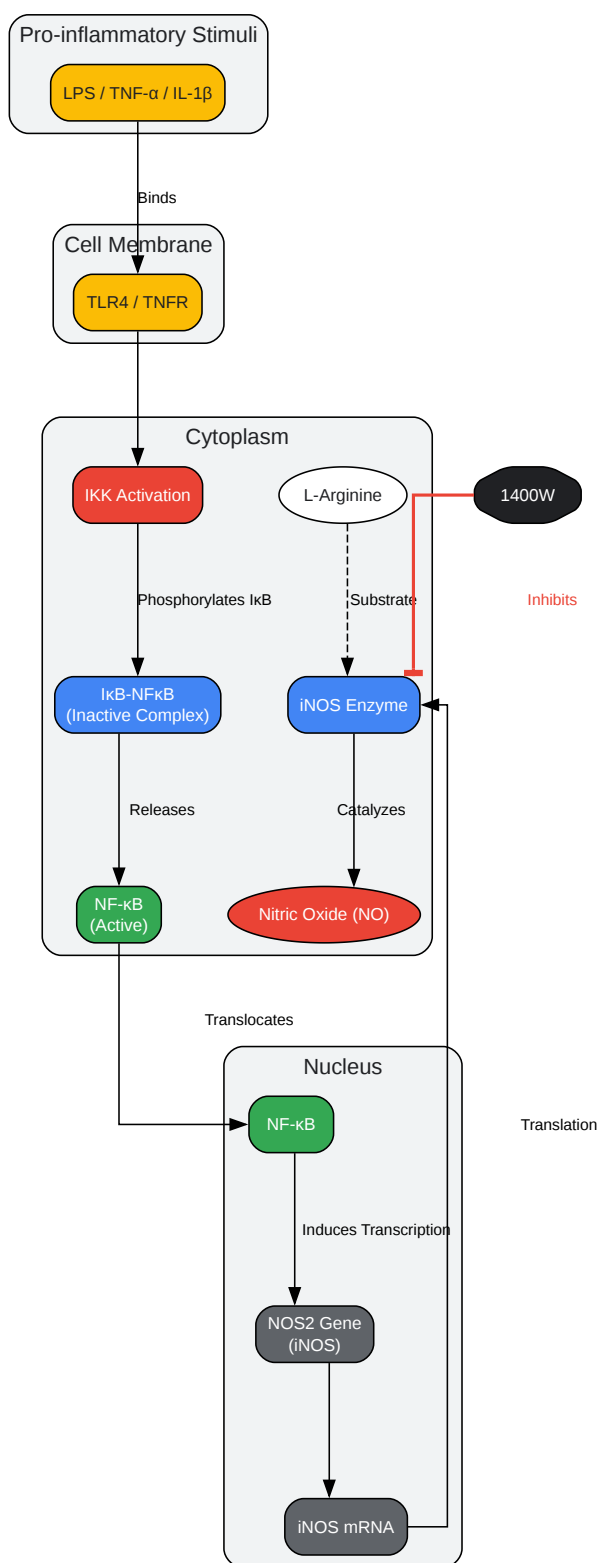 Pro-inflammatory Stimuli
LPS / TNF-α / IL-1β
Binds
Cell Membrane
TLR4 / TNFR
Cytoplasm
IKK Activation
L-Arginine
1400W
Phosphorylates IκB
Substrate
Inhibits
IκB-NFκB
(Inactive Complex)
iNOS Enzyme
Releases
Catalyzes
NF-κB
(Active)
Nitric Oxide (NO)
Translocates
Nucleus
NF-κB
Translation
Induces Transcription
NOS2 Gene
(iNOS)
iNOS mRNA